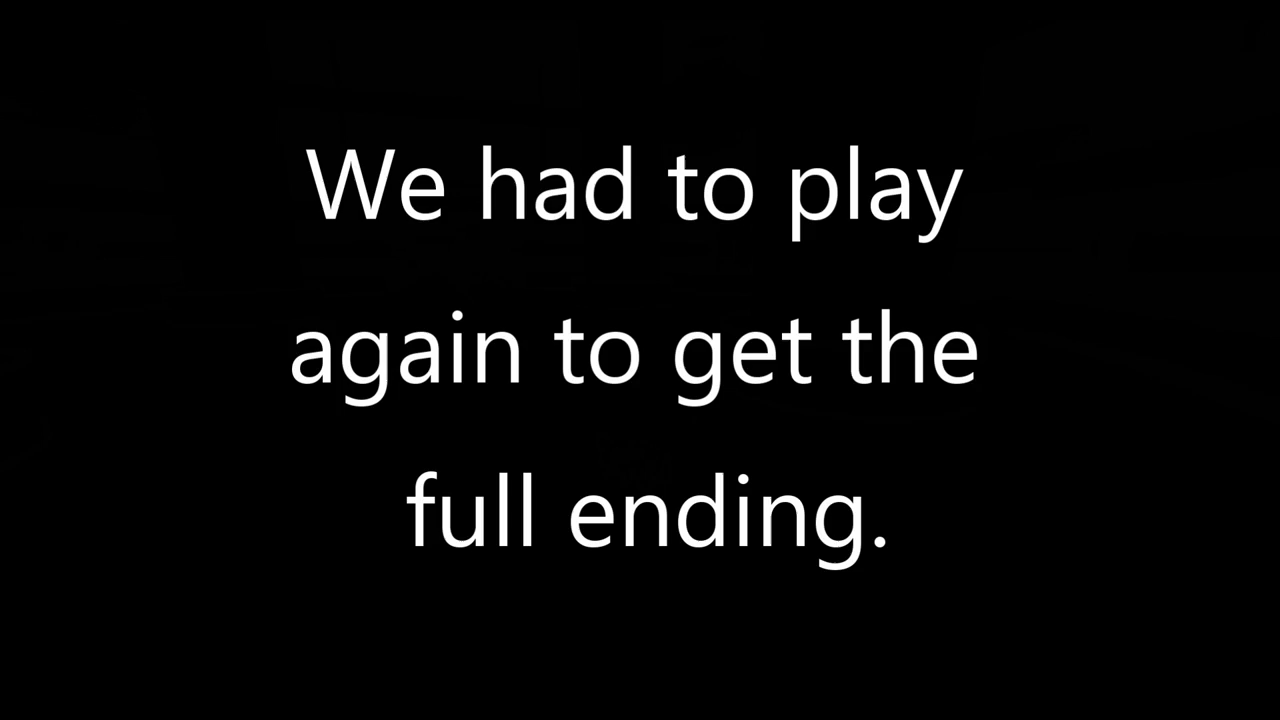 We had to play
again to get the
full ending.